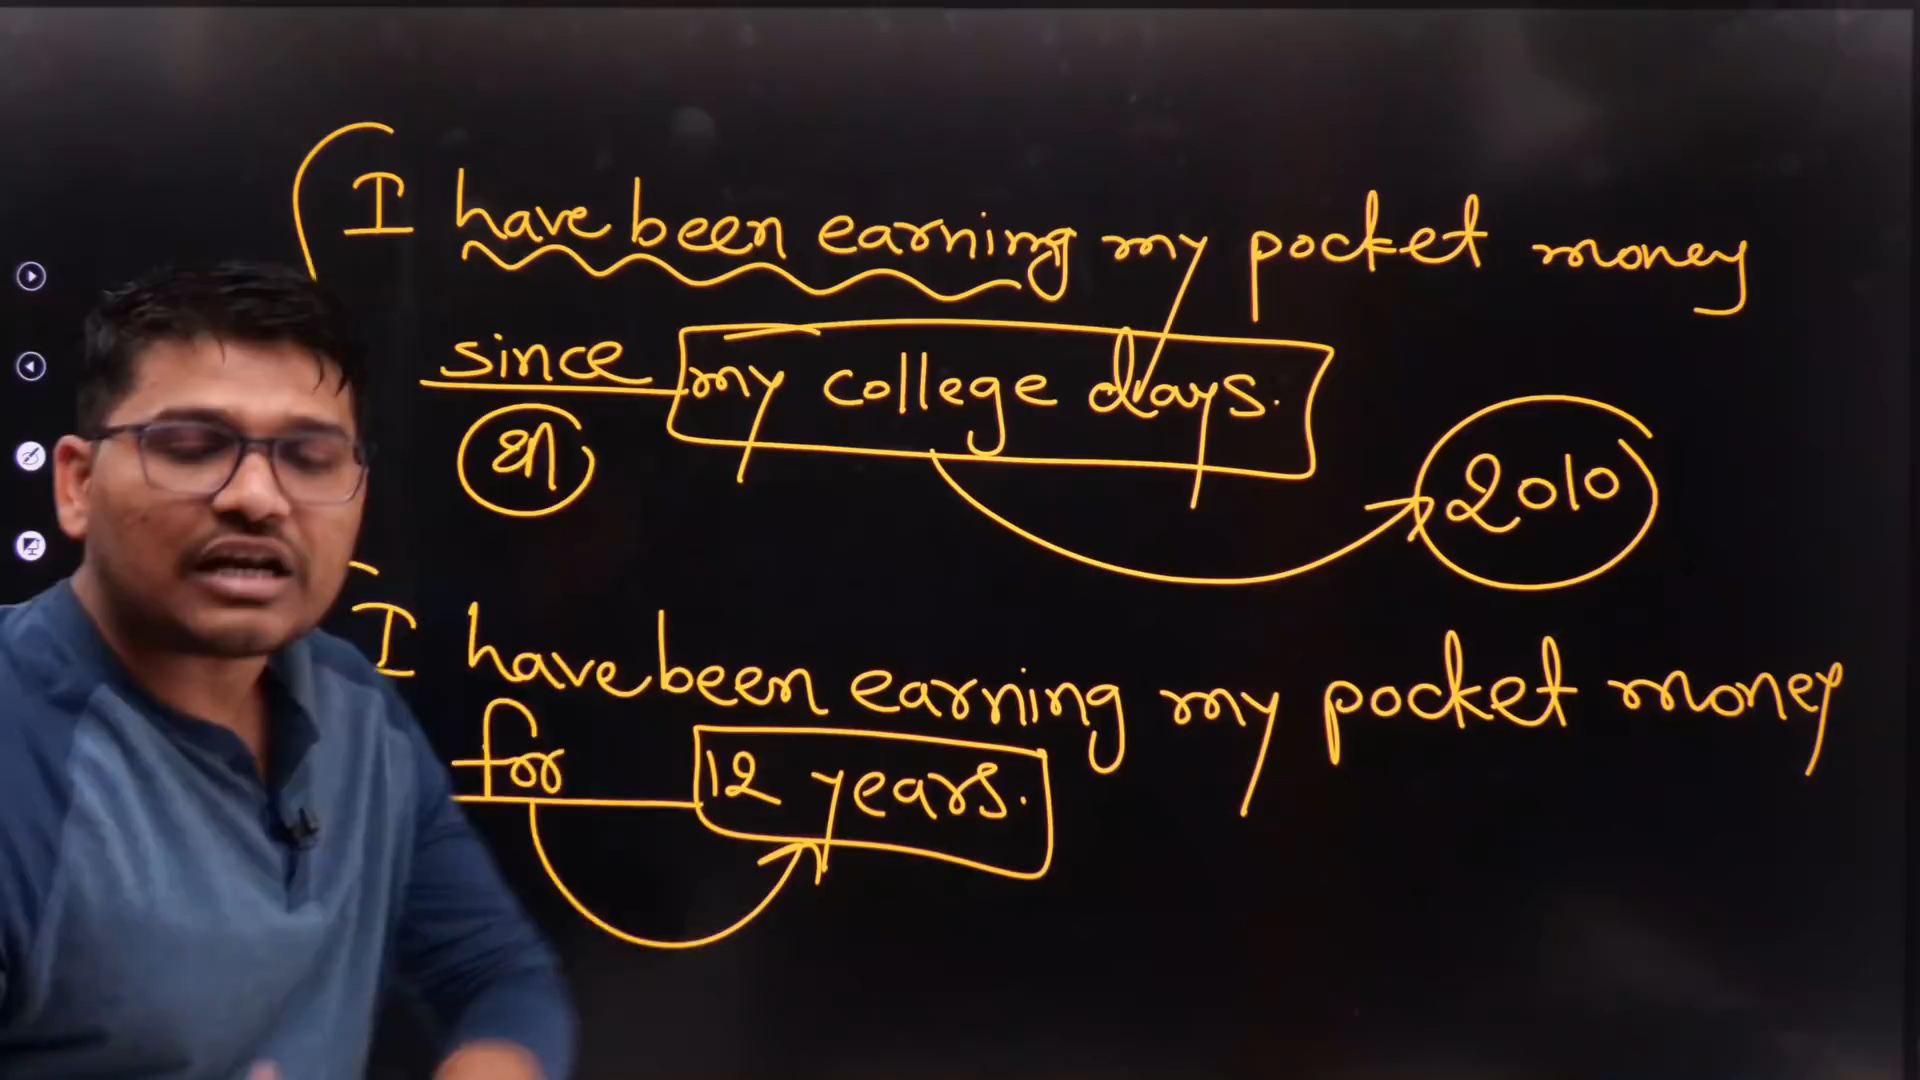 I have been earning my pocket money
since my college days.
थी
2010
I have been earning my pocket money
for 12 years.